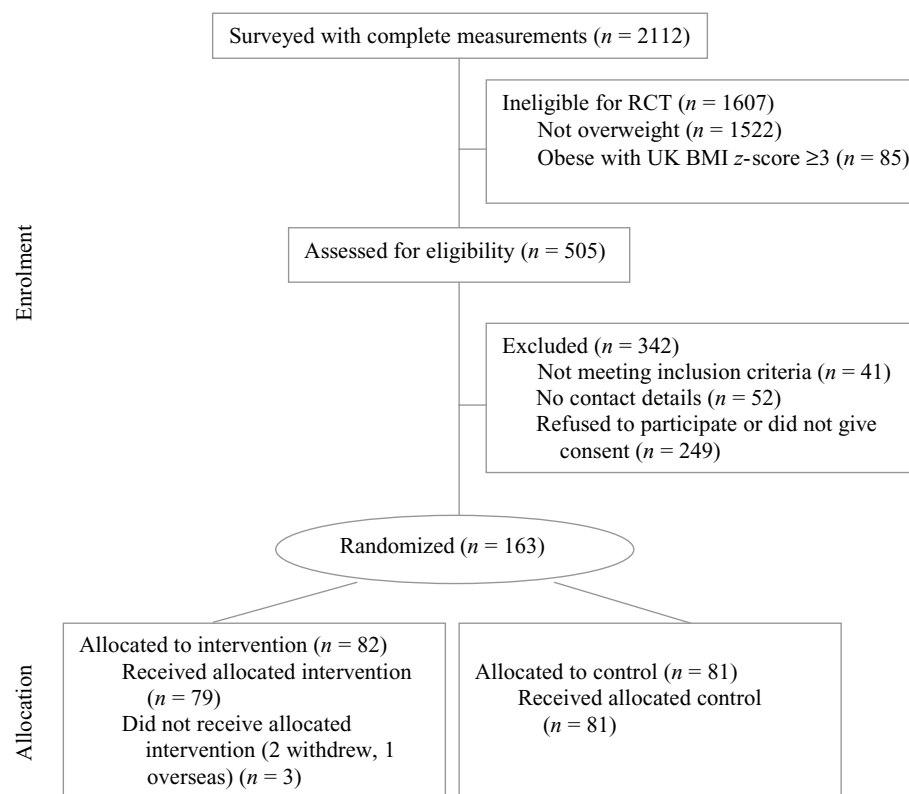 Surveyed with complete measurements (n = 2112)
Ineligible for RCT (n = 1607)
Not overweight (n = 1522)
Obese with UK BMI z-score ≥3 (n = 85)
Enrolment
Assessed for eligibility (n = 505)
Excluded (n = 342)
Not meeting inclusion criteria (n = 41)
No contact details (n = 52)
Refused to participate or did not give
consent (n = 249)
Randomized (n = 163)
Allocation
Allocated to intervention (n = 82)
Received allocated intervention
(n = 79)
Did not receive allocated
intervention (2 withdrew, 1
overseas) (n = 3)
Allocated to control (n = 81)
Received allocated control
(n = 81)